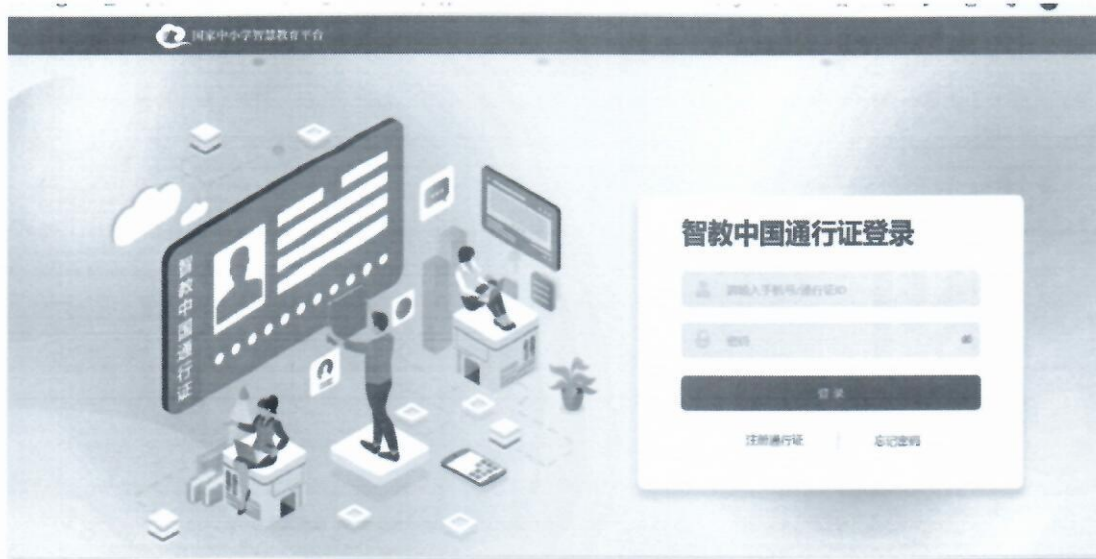 国家中小学智慧教育平台
智教中国通行证
智教中国通行证登录
请输入手机号/通行证ID
密码
登录
注册通行证
忘记密码